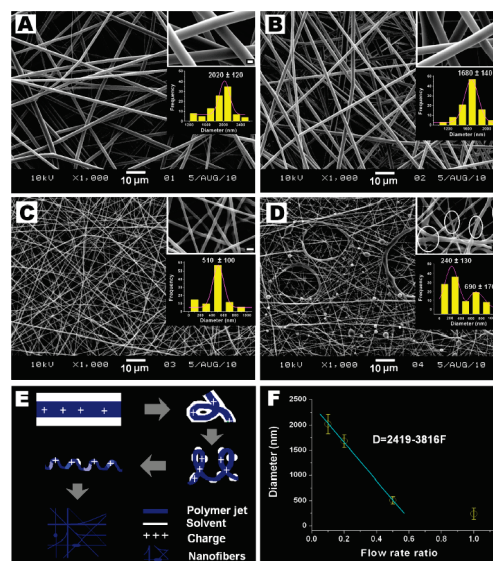 A
2020 ± 120
Frequency
Diameter (nm)
10kV X1,000 10 µm 01 5/AUG/10
B
1680 ± 140
Frequency
Diameter (nm)
10kV X1,000 10 µm 02 5/AUG/10
C
510 ± 100
Frequency
Diameter (nm)
10kV X1,000 10 µm 03 5/AUG/10
D
240 ± 130
690 ± 170
Frequency
Diameter (nm)
10kV X1,000 10 µm 04 5/AUG/10
E
+ + + +
Polymer jet
Solvent
+++ Charge
Nanofibers
F
2500
2000
1500
1000
500
0
D=2419-3816F
Diameter (nm)
0.0 0.2 0.4 0.6 0.8 1.0
Flow rate ratio